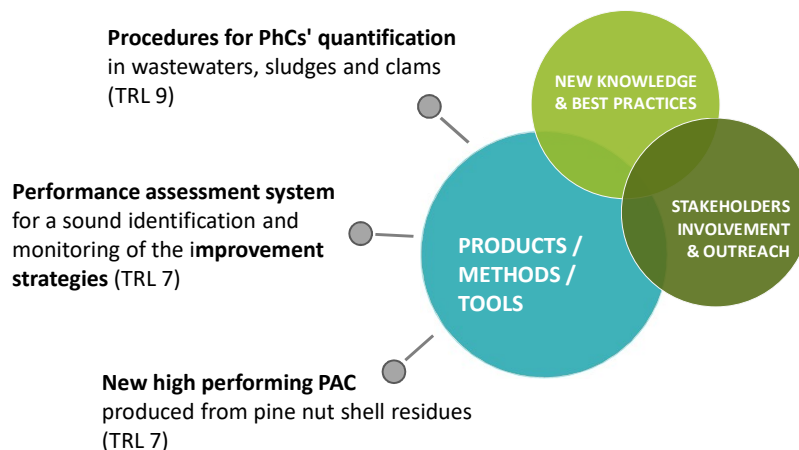 Procedures for PhCs' quantification
in wastewaters, sludges and clams
(TRL 9)
NEW KNOWLEDGE
& BEST PRACTICES
Performance assessment system
for a sound identification and
monitoring of the improvement
strategies (TRL 7)
PRODUCTS /
METHODS /
TOOLS
STAKEHOLDERS
INVOLVEMENT
& OUTREACH
New high performing PAC
produced from pine nut shell residues
(TRL 7)